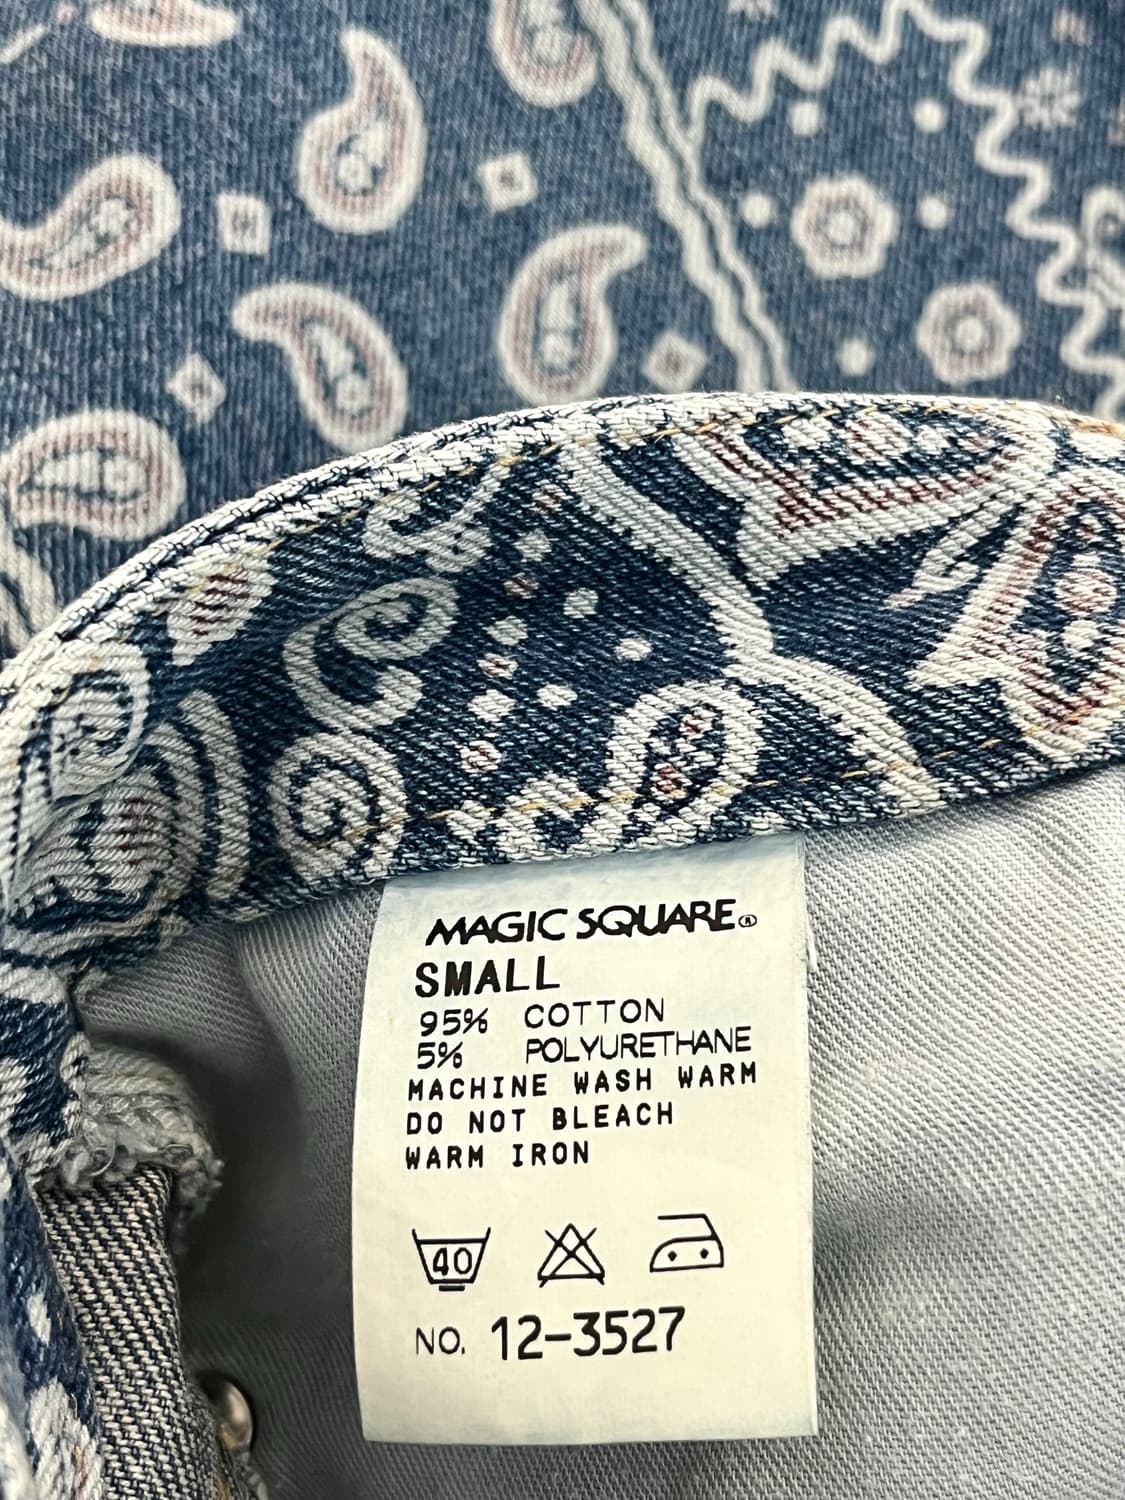 MAGIC SQUARE®
SMALL
95% COTTON
5% POLYURETHANE
MACHINE WASH WARM
DO NOT BLEACH
WARM IRON
40
NO. 12-3527